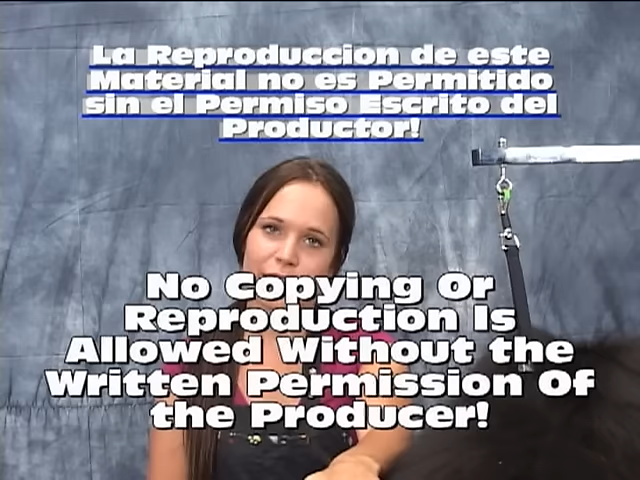 La Reproduccion de este
Material no es Permitido
sin el Permiso Escrito del
Productor!
No Copying Or
Reproduction Is
Allowed Without the
Written Permission Of
the Producer!